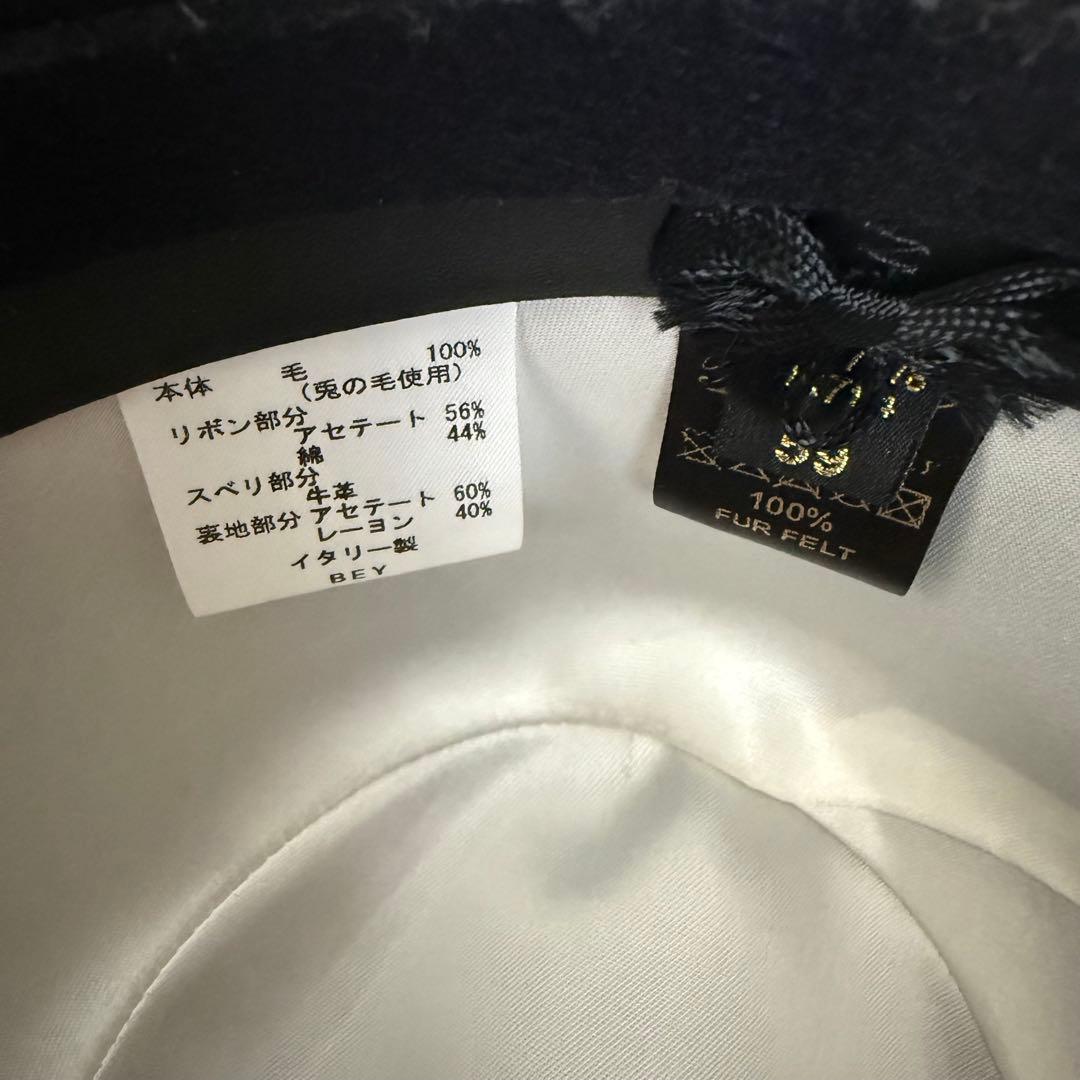 本体 毛 100%
（兎の毛使用）
リボン部分
アセテート 56%
綿 44%
スベリ部分
牛革
裏地部分 アセテート 60%
レーヨン 40%
イタリー製
BEY
59
100%
FUR FELT